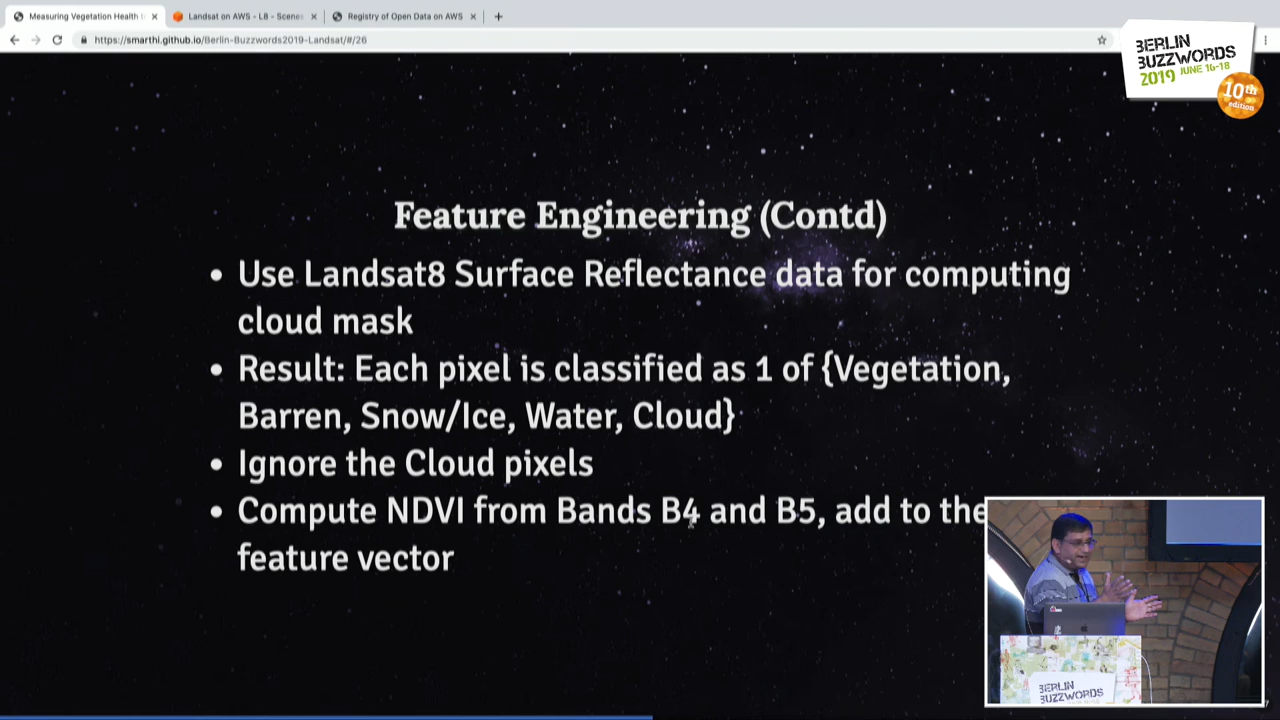 Measuring Vegetation Health t
Landsat on AWS - L8 - Scenes
Registry of Open Data on AWS
https://smarthi.github.io/Berlin-Buzzwords2019-Landsat/#/26
BERLIN
BUZZWORDS
2019 JUNE 16-18
10th
edition
Feature Engineering (Contd)
Use Landsat8 Surface Reflectance data for computing
cloud mask
Result: Each pixel is classified as 1 of {Vegetation,
Barren, Snow/Ice, Water, Cloud}
Ignore the Cloud pixels
Compute NDVI from Bands B4 and B5, add to the
feature vector
BERLIN
BUZZWORDS